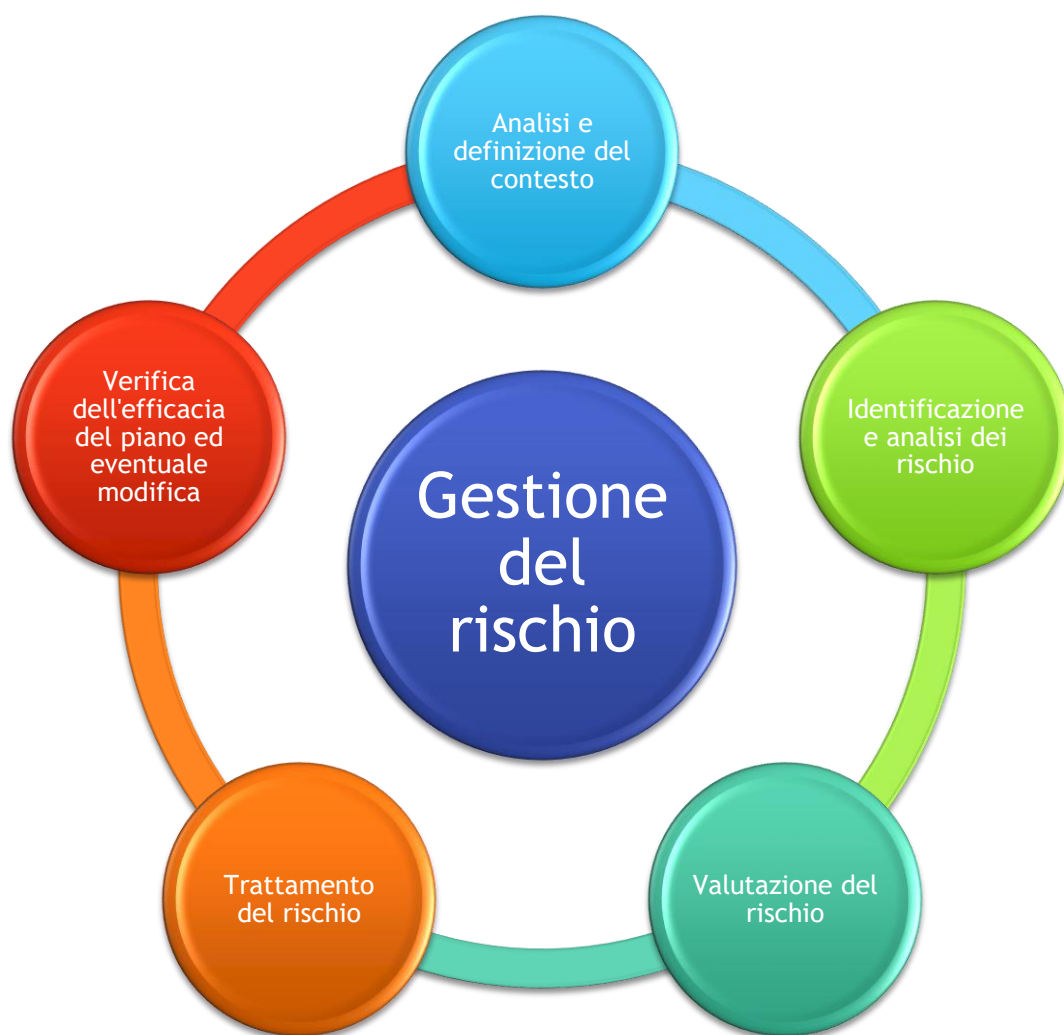 Analisi e
definizione del
contesto
Identificazione
e analisi dei
rischio
Valutazione del
rischio
Trattamento
del rischio
Verifica
dell'efficacia
del piano ed
eventuale
modifica
Gestione
del
rischio